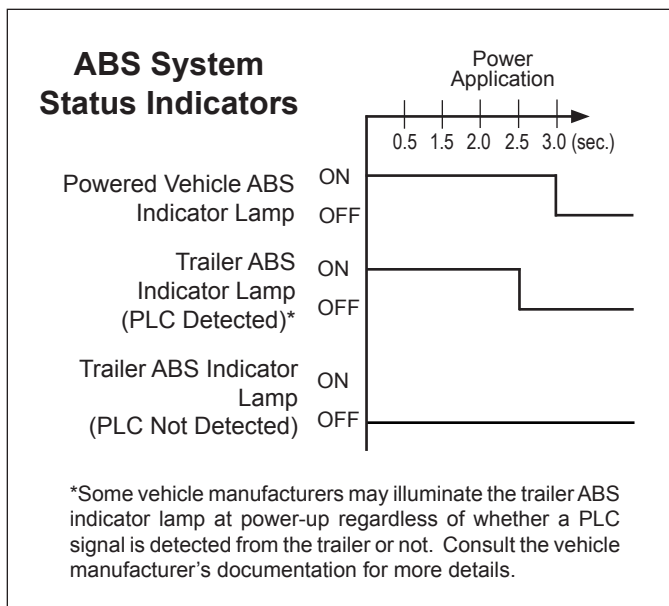 ABS System
Status Indicators
Power
Application
0.5 1.5 2.0 2.5 3.0 (sec.)
Powered Vehicle ABS
Indicator Lamp
ON
OFF
Trailer ABS
Indicator Lamp
(PLC Detected)*
ON
OFF
Trailer ABS Indicator
Lamp
(PLC Not Detected)
ON
OFF
*Some vehicle manufacturers may illuminate the trailer ABS
indicator lamp at power-up regardless of whether a PLC
signal is detected from the trailer or not. Consult the vehicle
manufacturer's documentation for more details.